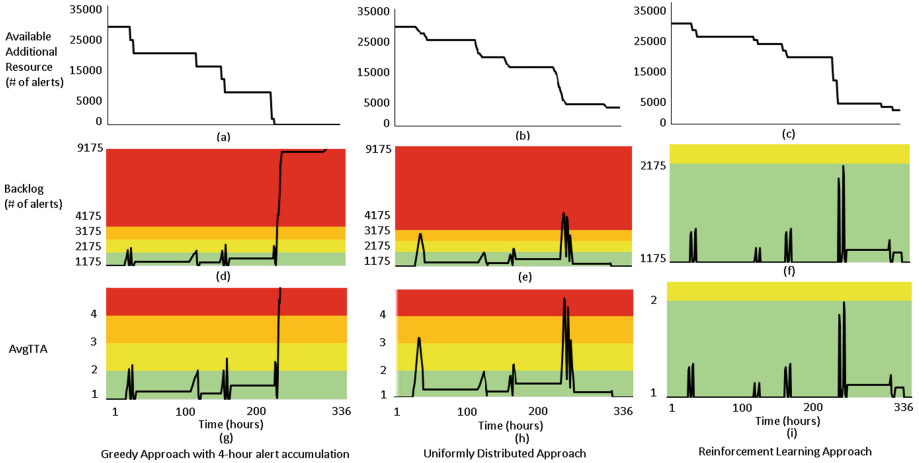 Available
Additional
Resource
(# of alerts)
35000
25000
15000
5000
0
(a)
35000
25000
15000
5000
0
(b)
35000
25000
15000
5000
0
(c)
Backlog
(# of alerts)
9175
4175
3175
2175
1175
(d)
9175
4175
3175
2175
1175
(e)
2175
1175
(f)
AvgTTA
4
3
2
1
1 100 200 336
Time (hours)
(g)
Greedy Approach with 4-hour alert accumulation
4
3
2
1
1 100 200 336
Time (hours)
(h)
Uniformly Distributed Approach
2
1
1 100 200 336
Time (hours)
(i)
Reinforcement Learning Approach